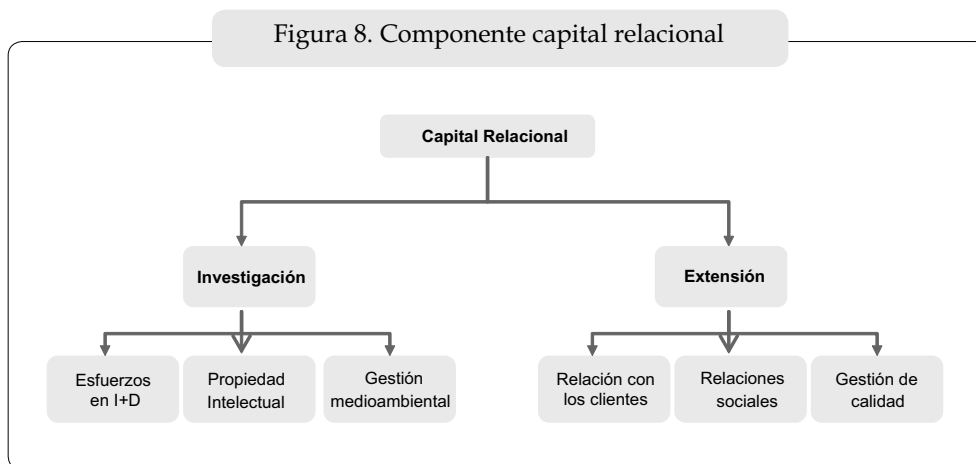 Figura 8. Componente capital relacional
Capital Relacional
Investigación
Extensión
Esfuerzos
en I+D
Propiedad
Intelectual
Gestión
medioambiental
Relación con
los clientes
Relaciones
sociales
Gestión de
calidad